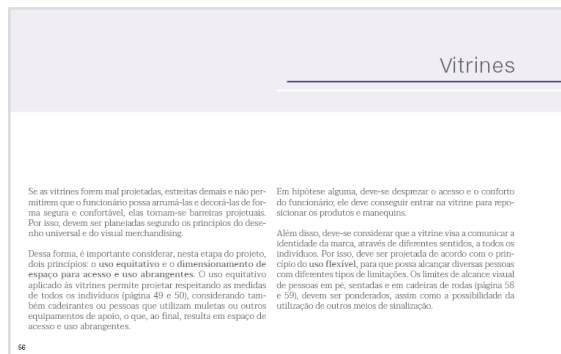 Vitrines
Se as vitrines forem mal projetadas, estreitas demais e não per-
mitirem que o funcionário possa arrumá-las e decorá-las de for-
ma segura e confortável, elas tornam-se barreiras projetuais.
Por isso, devem ser planejadas segundo os princípios do dese-
nho universal e do visual merchandising.
Dessa forma, é importante considerar, nesta etapa do projeto,
dois princípios: o uso equitativo e o dimensionamento de
espaço para acesso e uso abrangentes. O uso equitativo
aplicado às vitrines permite projetar respeitando as medidas
de todos os indivíduos (página 49 e 50), considerando tam-
bém cadeirantes ou pessoas que utilizam muletas ou outros
equipamentos de apoio, o que, ao final, resulta em espaço de
acesso e uso abrangentes.
Em hipótese alguma, deve-se desprezar o acesso e o conforto
do funcionário; ele deve conseguir entrar na vitrine para repo-
sicionar os produtos e manequins.
Além disso, deve-se considerar que a vitrine visa a comunicar a
identidade da marca, através de diferentes sentidos, a todos os
indivíduos. Por isso, deve ser projetada de acordo com o prin-
cípio do uso flexível, para que possa alcançar diversas pessoas
com diferentes tipos de limitações. Os limites de alcance visual
de pessoas em pé, sentadas e em cadeiras de rodas (página 58
e 59), devem ser ponderados, assim como a possibilidade da
utilização de outros meios de sinalização.
66